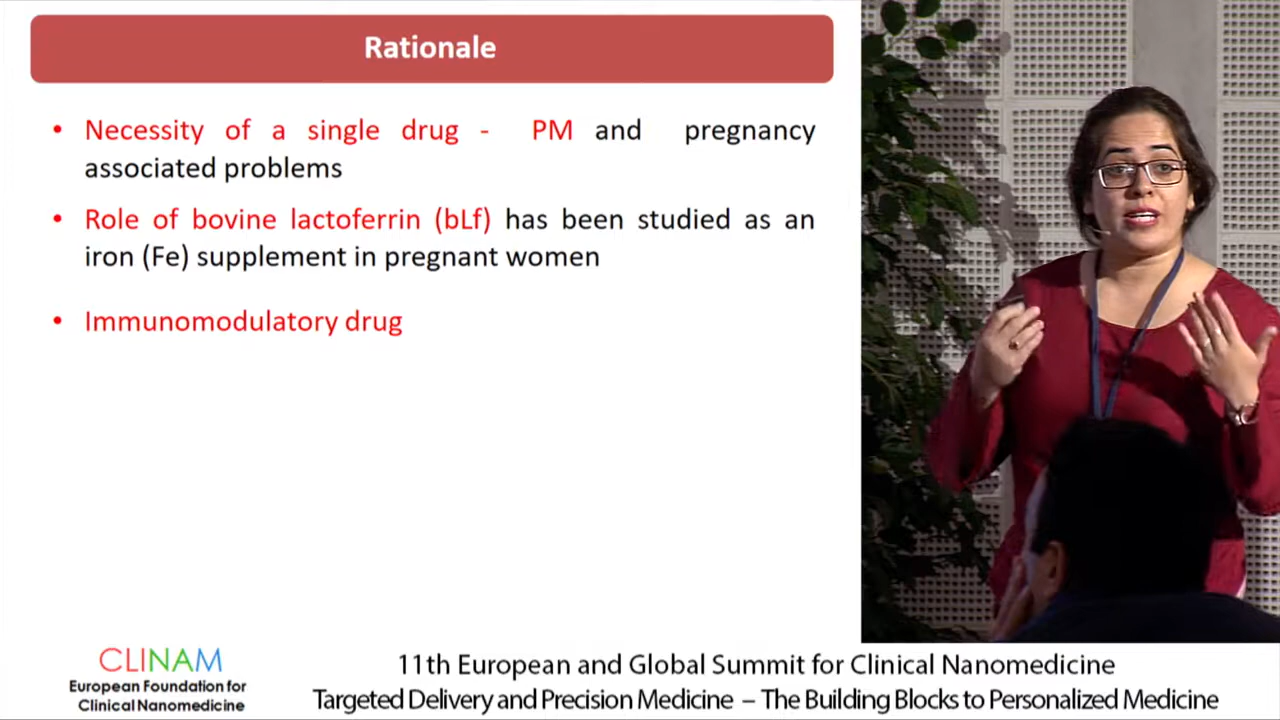 Rationale
• Necessity of a single drug - PM and pregnancy
associated problems
• Role of bovine lactoferrin (bLf) has been studied as an
iron (Fe) supplement in pregnant women
• Immunomodulatory drug
CLINAM
European Foundation for
Clinical Nanomedicine
11th European and Global Summit for Clinical Nanomedicine
Targeted Delivery and Precision Medicine – The Building Blocks to Personalized Medicine